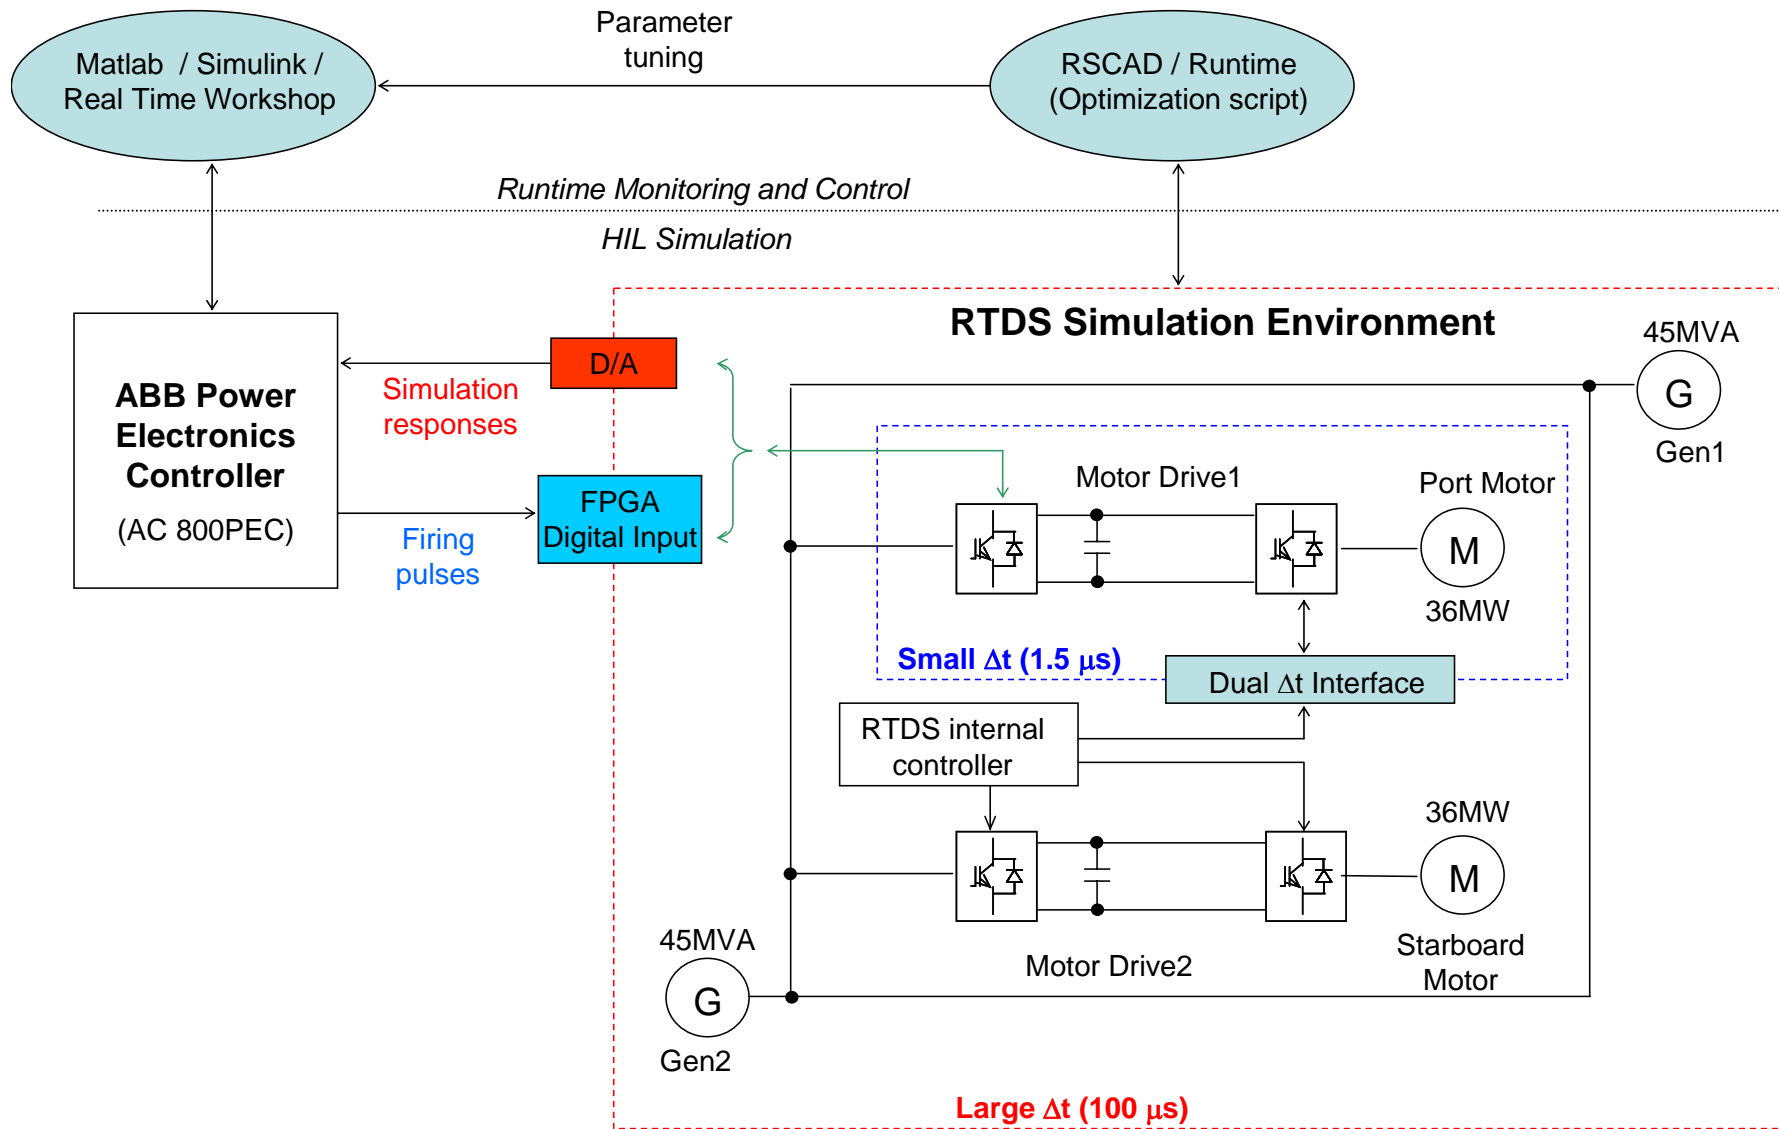 Parameter
tuning
Matlab / Simulink /
Real Time Workshop
RSCAD / Runtime
(Optimization script)
Runtime Monitoring and Control
HIL Simulation
RTDS Simulation Environment
ABB Power
Electronics
Controller
(AC 800PEC)
D/A
Simulation
responses
FPGA
Digital Input
Firing
pulses
45MVA
G
Gen1
Motor Drive1
Port Motor
M
36MW
Small Δt (1.5 μs)
Dual Δt Interface
RTDS internal
controller
36MW
M
Starboard
Motor
Motor Drive2
45MVA
G
Gen2
Large Δt (100 μs)